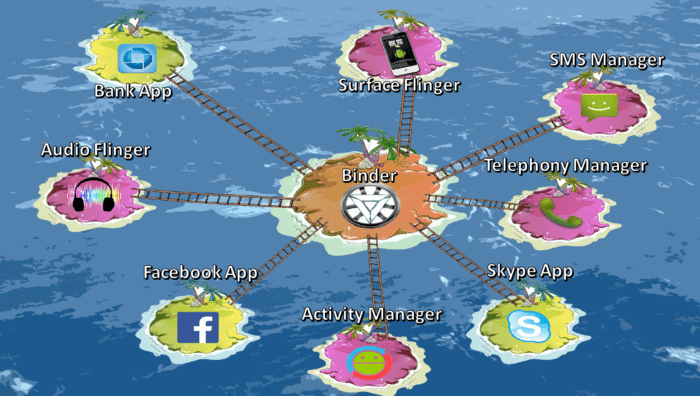 Bank App
Surface Flinger
SMS Manager
Audio Flinger
Binder
Telephony Manager
Facebook App
f
Skype App
S
Activity Manager